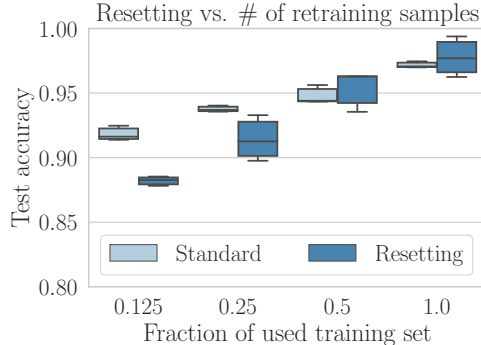 Resetting vs. # of retraining samples
1.00
0.95
0.90
0.85
0.80
Test accuracy
Standard
Resetting
0.125 0.25 0.5 1.0
Fraction of used training set